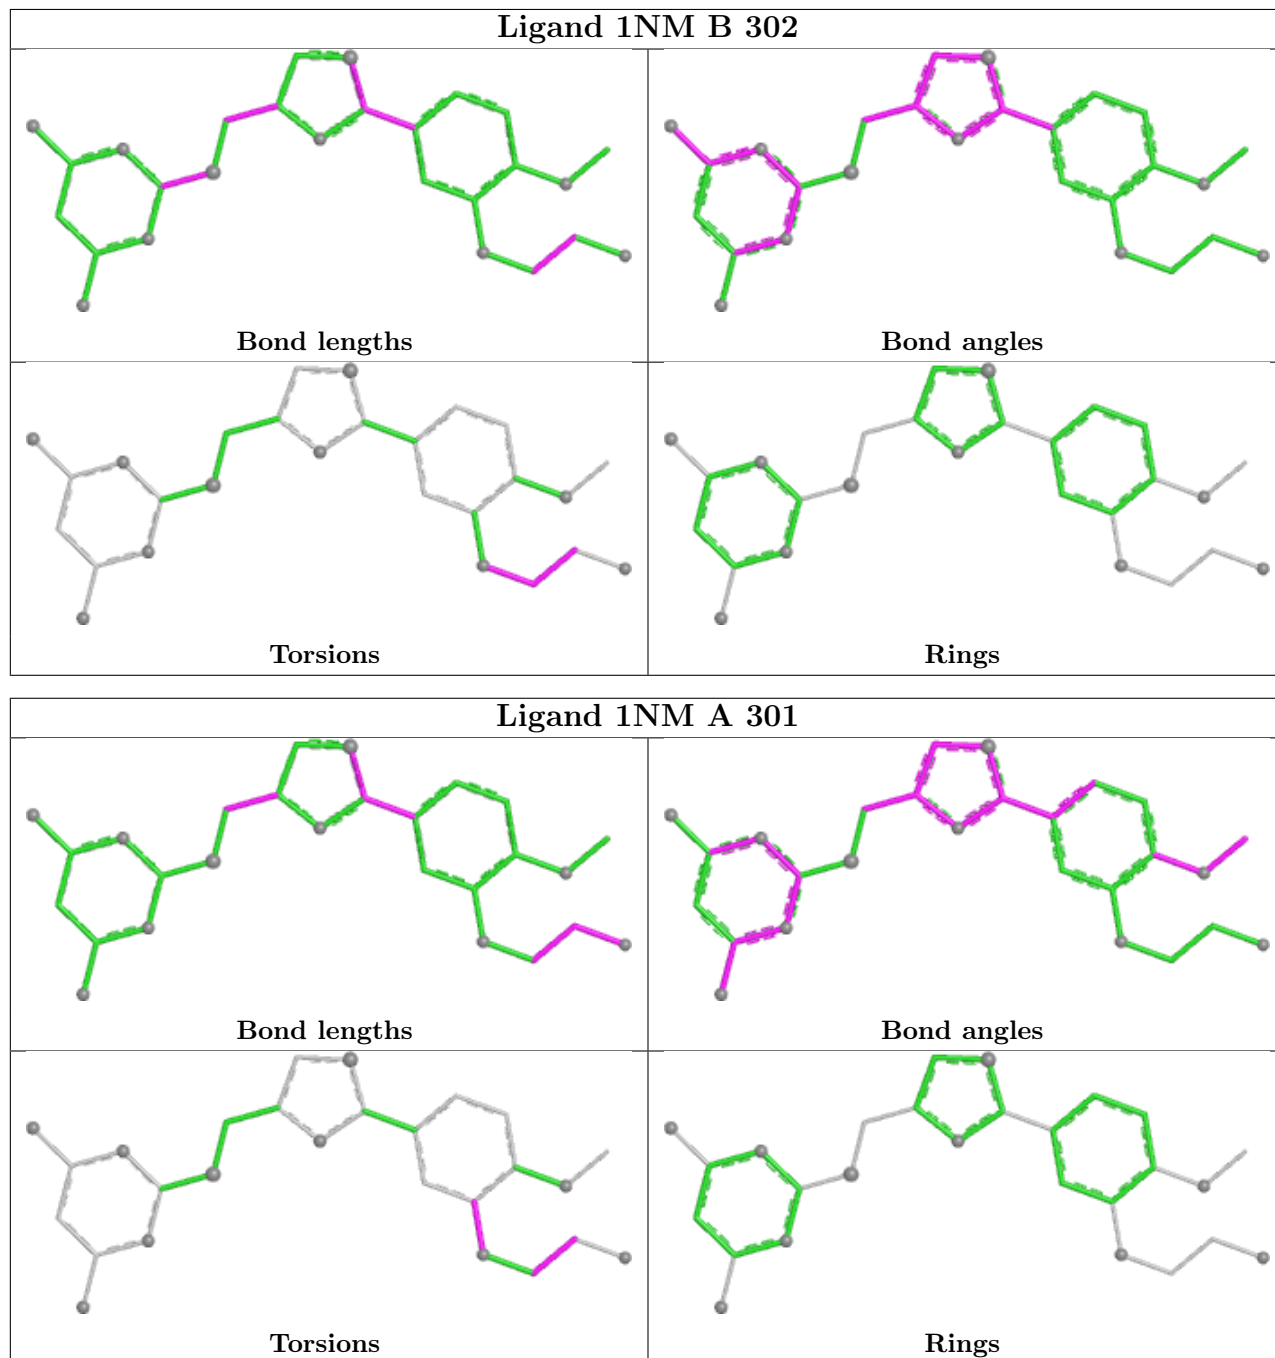 Ligand 1NM B 302
Bond lengths
Bond angles
Torsions
Rings
Ligand 1NM A 301
Bond lengths
Bond angles
Torsions
Rings